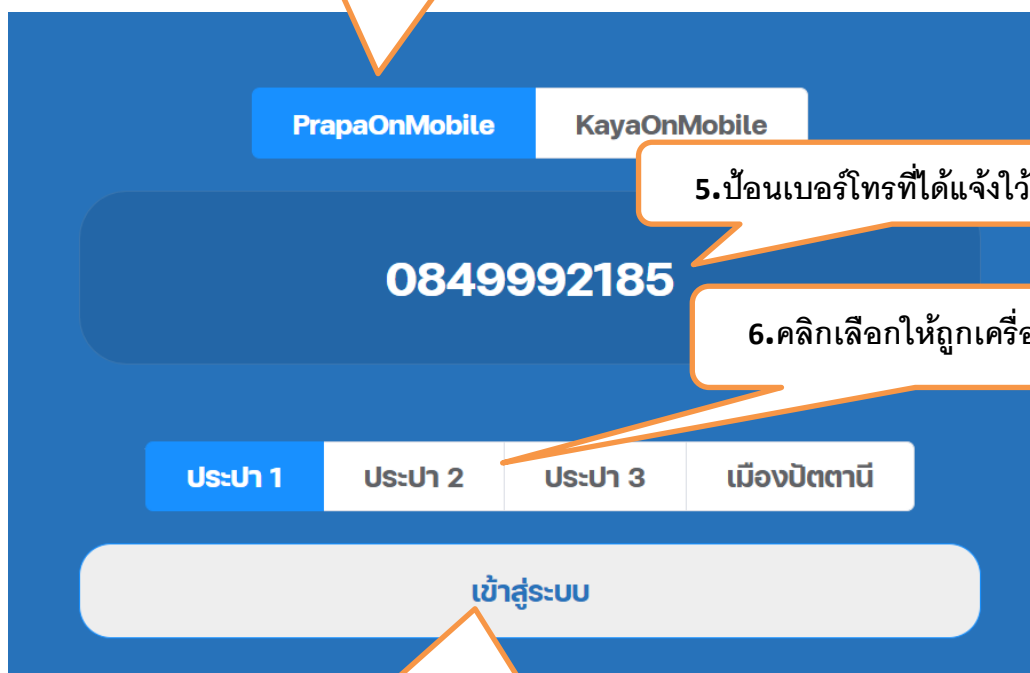 PrapaOnMobile KayaOnMobile
5.ป้อนเบอร์โทรที่ได้แจ้งใว้
0849992185
6.คลิกเลือกให้ถูกเครื่อ
ประปา 1 ประปา 2 ประปา 3 เมืองปัตตานี
เข้าสู่ระบบ